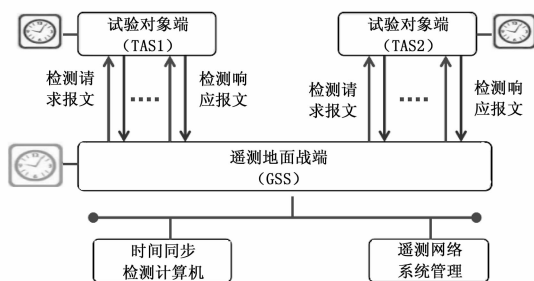 试验对象端
(TAS1)
试验对象端
(TAS2)
检测请
求报文
检测响
应报文
检测请
求报文
检测响
应报文
遥测地面战端
(GSS)
时间同步
检测计算机
遥测网络
系统管理